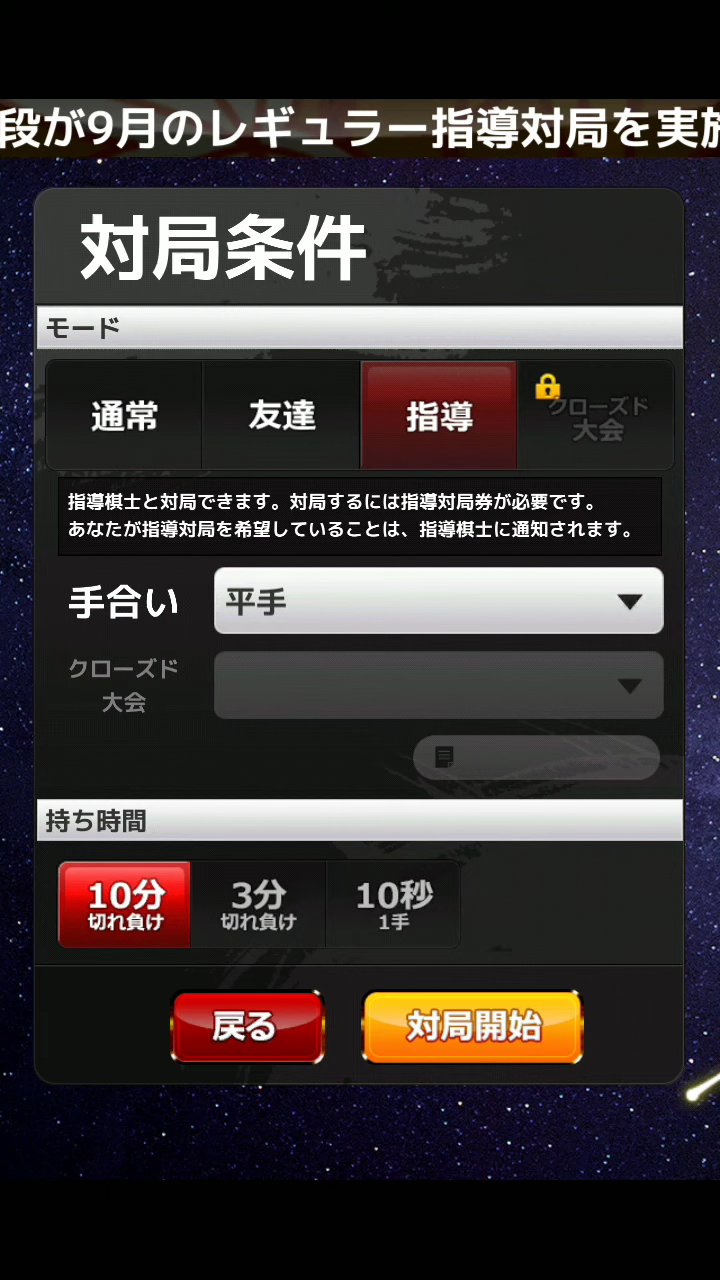 段が9月のレギュラー指導対局を実施
対局条件
モード
通常
友達
指導
クローズド
大会
指導棋士と対局できます。対局するには指導対局券が必要です。
あなたが指導対局を希望していることは、指導棋士に通知されます。
手合い
平手
クローズド
大会
持ち時間
10分
切れ負け
3分
切れ負け
10秒
1手
戻る
対局開始